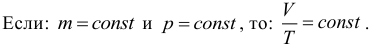 Если: m = const и p = const, то: V/T = const.